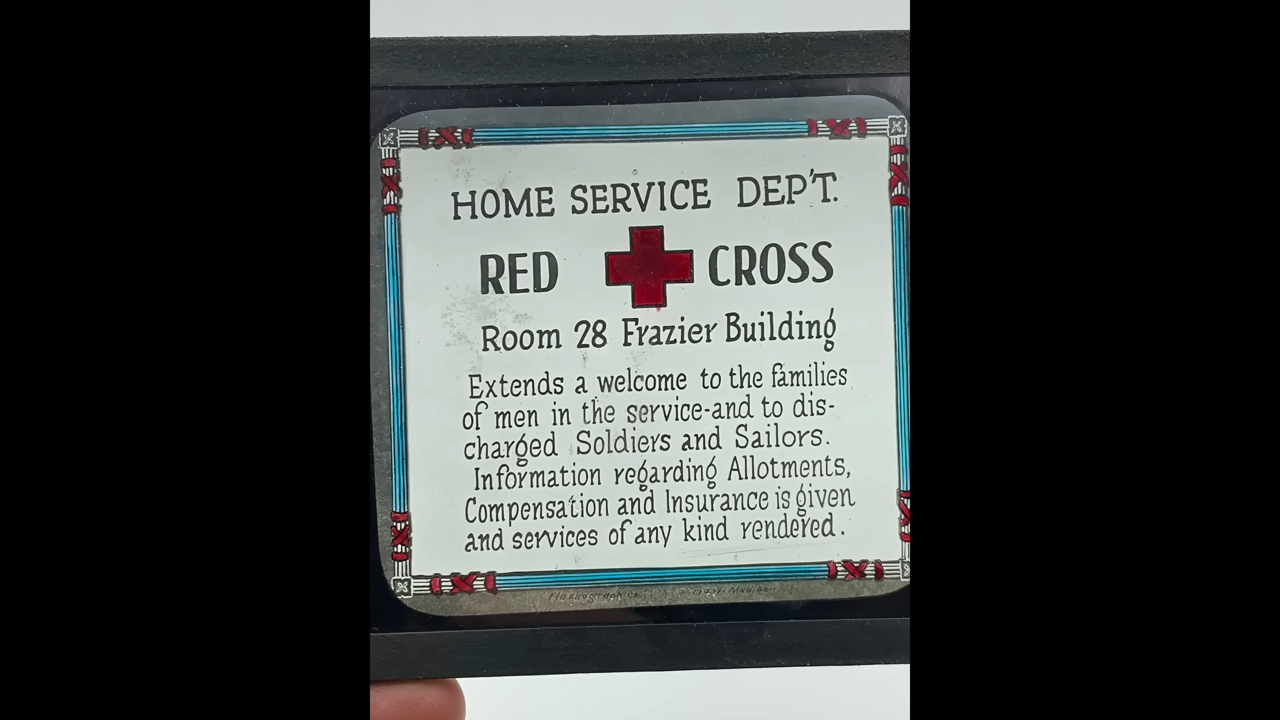 HOME SERVICE DEP'T.
RED CROSS
Room 28 Frazier Building
Extends a welcome to the families
of men in the service-and to dis-
charged Soldiers and Sailors.
Information regarding Allotments,
Compensation and Insurance is given
and services of any kind rendered.